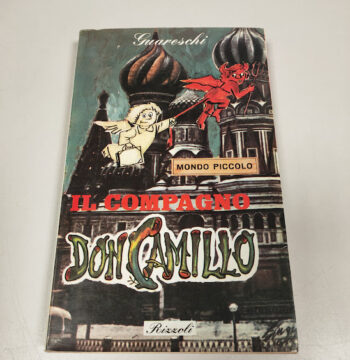 Guareschi
MONDO PICCOLO
IL COMPAGNO
DON CAMILLO
Rizzoli